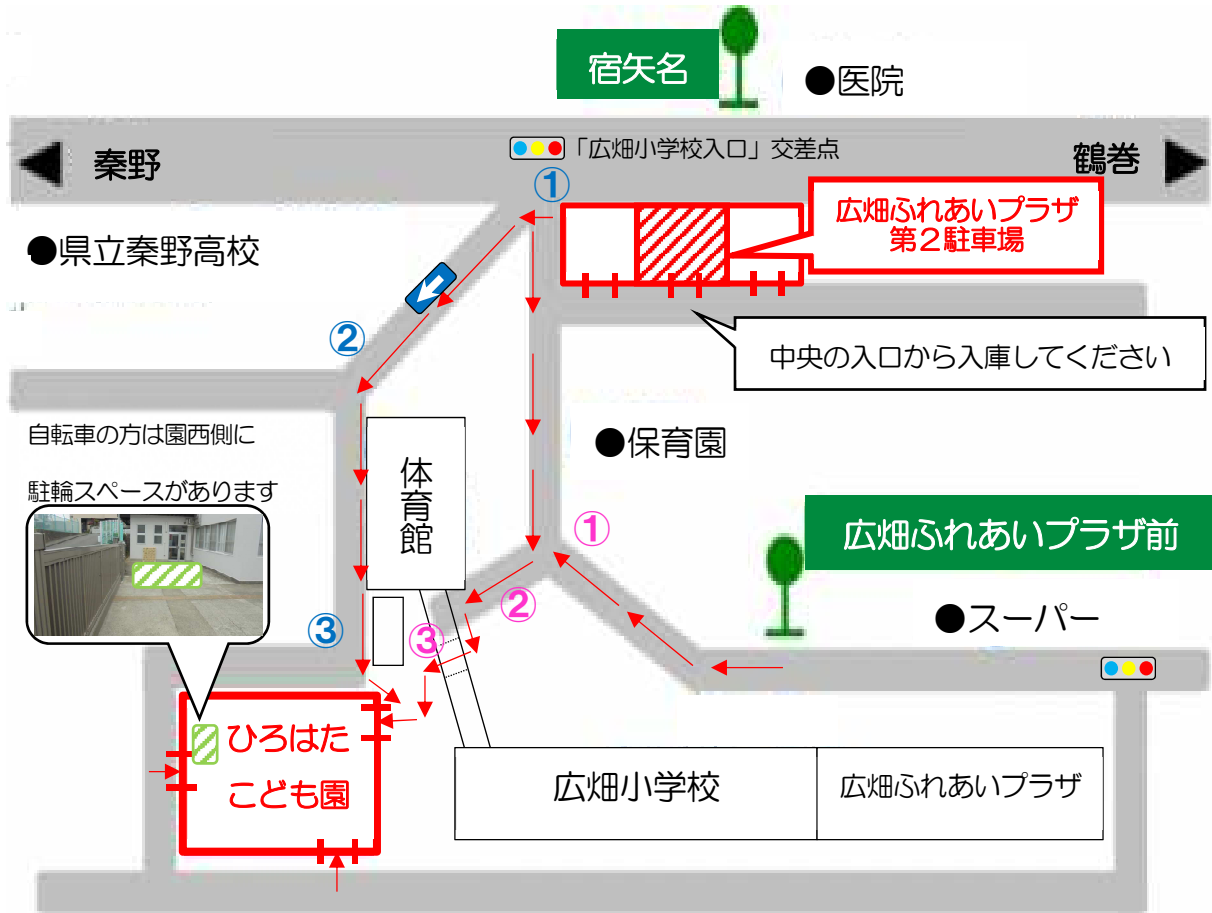 宿矢名
●医院
「広畑小学校入口」交差点
秦野
鶴巻
①
広畑ふれあいプラザ
第2駐車場
●県立秦野高校
②
中央の入口から入庫してください
自転車の方は園西側に
駐輪スペースがあります
体育館
●保育園
①
広畑ふれあいプラザ前
②
●スーパー
③
③
ひろはた
こども園
広畑小学校
広畑ふれあいプラザ